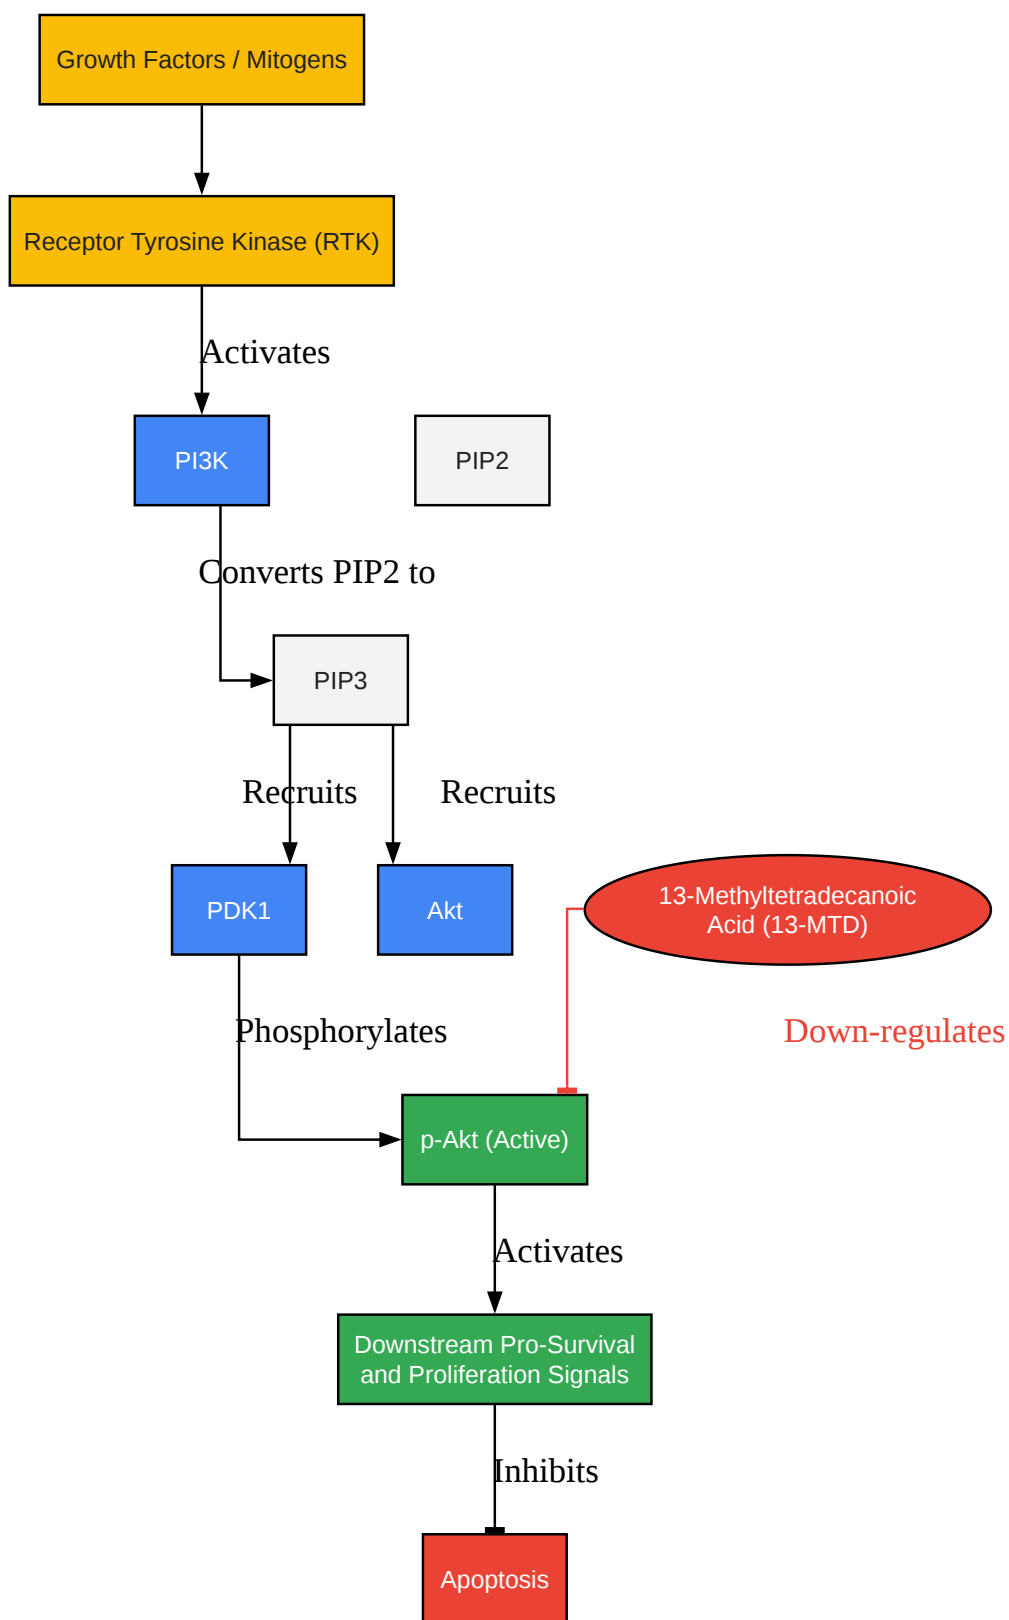 Growth Factors / Mitogens
Receptor Tyrosine Kinase (RTK)
Activates
PI3K
PIP2
Converts PIP2 to
PIP3
Recruits
Recruits
PDK1
Akt
13-Methyltetradecanoic
Acid (13-MTD)
Phosphorylates
Down-regulates
p-Akt (Active)
Activates
Downstream Pro-Survival
and Proliferation Signals
Inhibits
Apoptosis